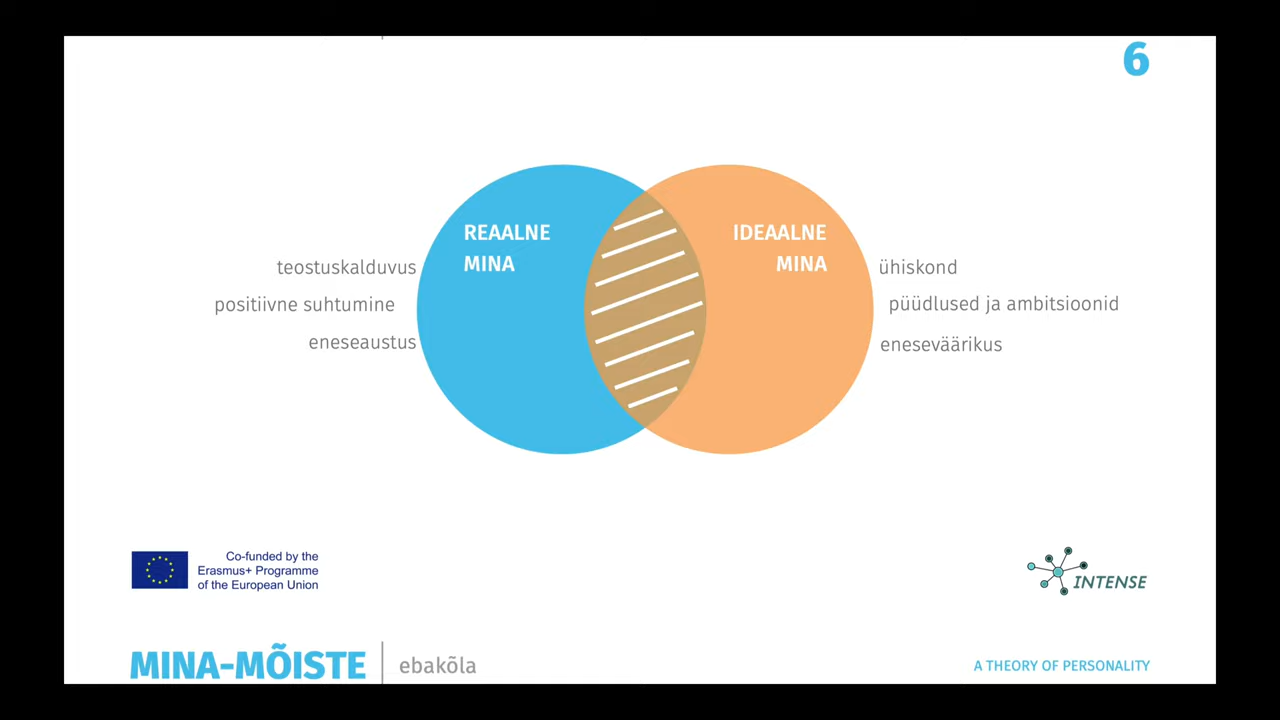 6
REAALNE
MINA
IDEAALNE
MINA
teostuskalduvus
positiivne suhtumine
eneseaustus
ühiskond
püüdlused ja ambitsioonid
eneseväärikus
Co-funded by the
Erasmus+ Programme
of the European Union
INTENSE
MINA-MÕISTE
ebakõla
A THEORY OF PERSONALITY